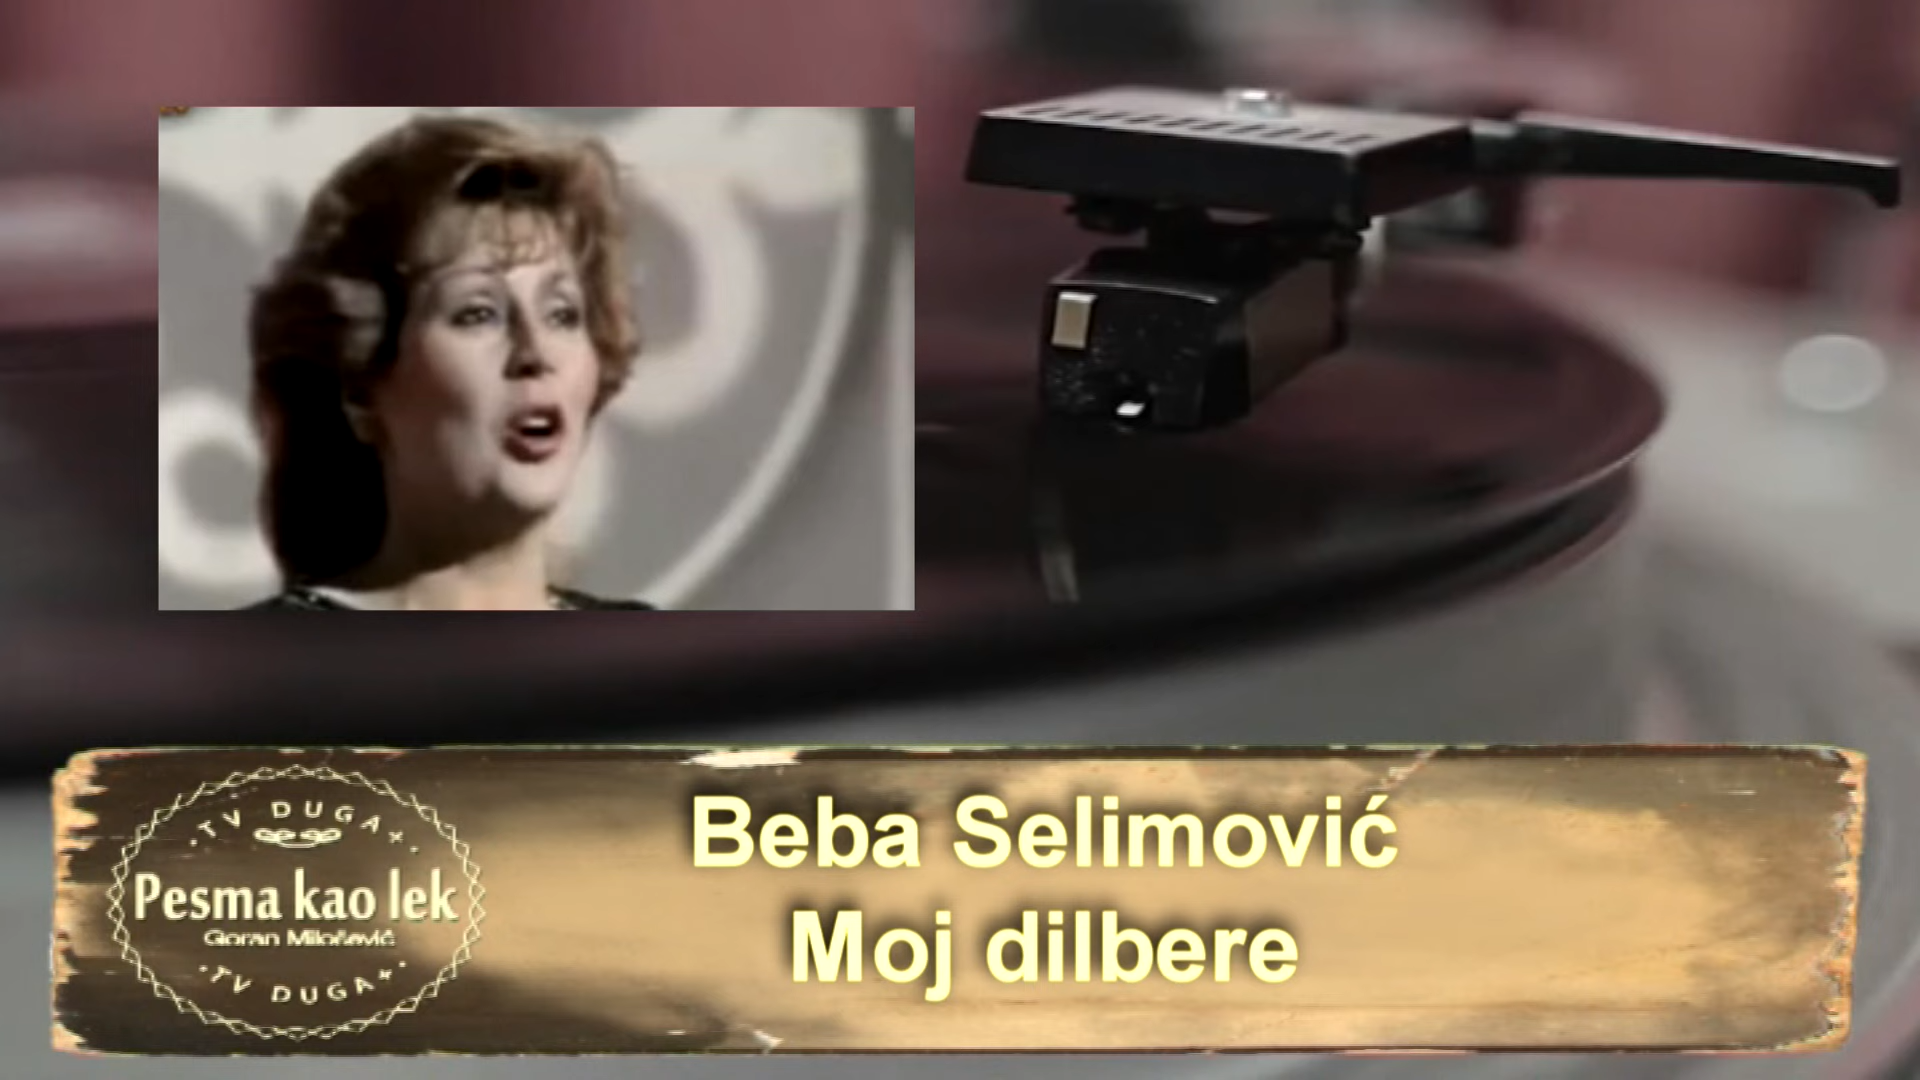 Beba Selimović
Moj dilbere
TV DUGA+
Pesma kao lek
Goran Milošević
TV DUGA+